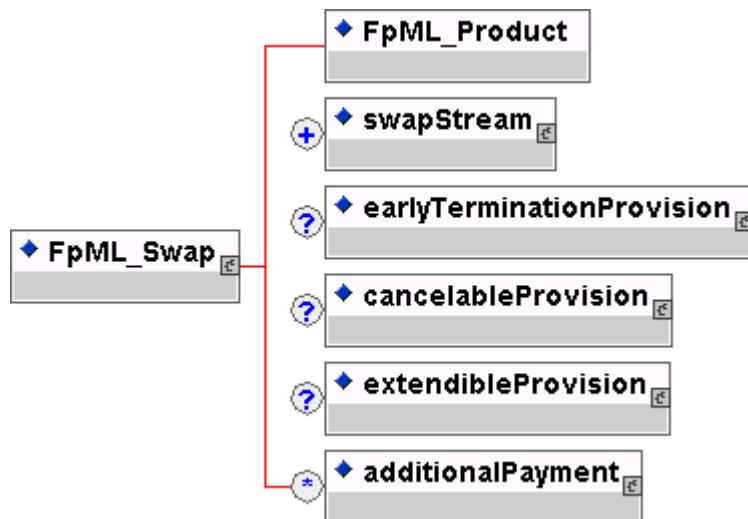 FpML_Product
+ swapStream
? earlyTerminationProvision
FpML_Swap
? cancelableProvision
? extendibleProvision
* additionalPayment